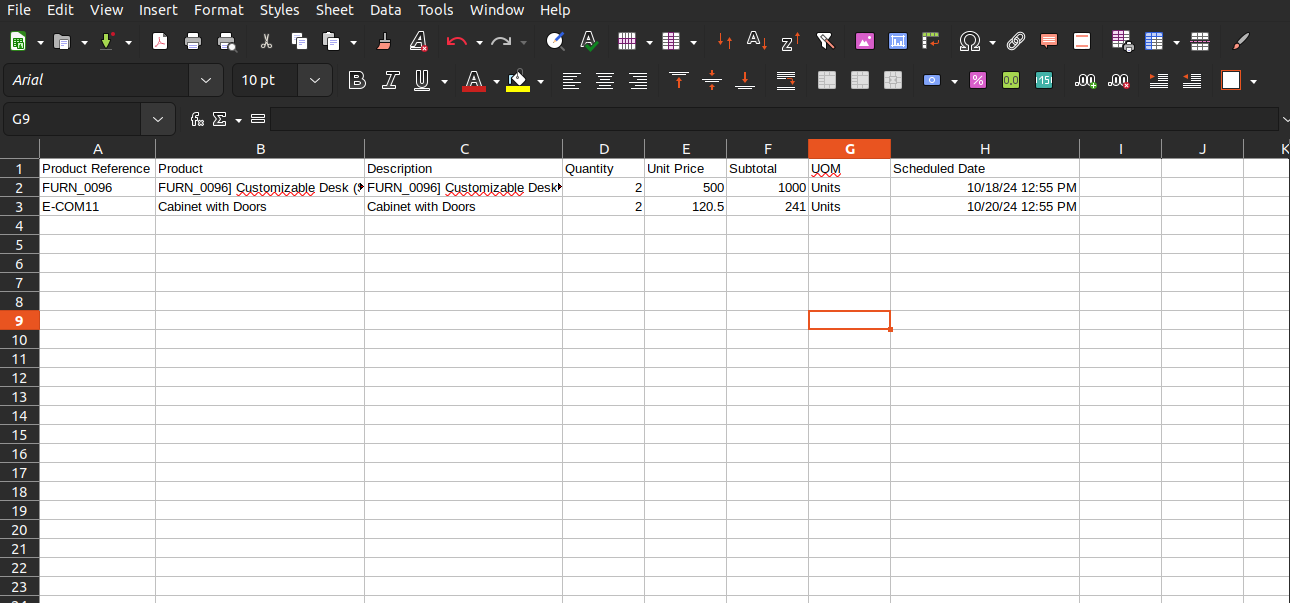 File Edit View Insert Format Styles Sheet Data Tools Window Help
Arial 10 pt
G9
A B C D E F G H I J K
1 Product Reference Product Description Quantity Unit Price Subtotal UOM Scheduled Date
2 FURN_0096 FURN_0096] Customizable Desk ( FURN_0096] Customizable Desk 2 500 1000 Units 10/18/24 12:55 PM
3 E-COM11 Cabinet with Doors Cabinet with Doors 2 120.5 241 Units 10/20/24 12:55 PM
4
5
6
7
8
9
10
11
12
13
14
15
16
17
18
19
20
21
22
23